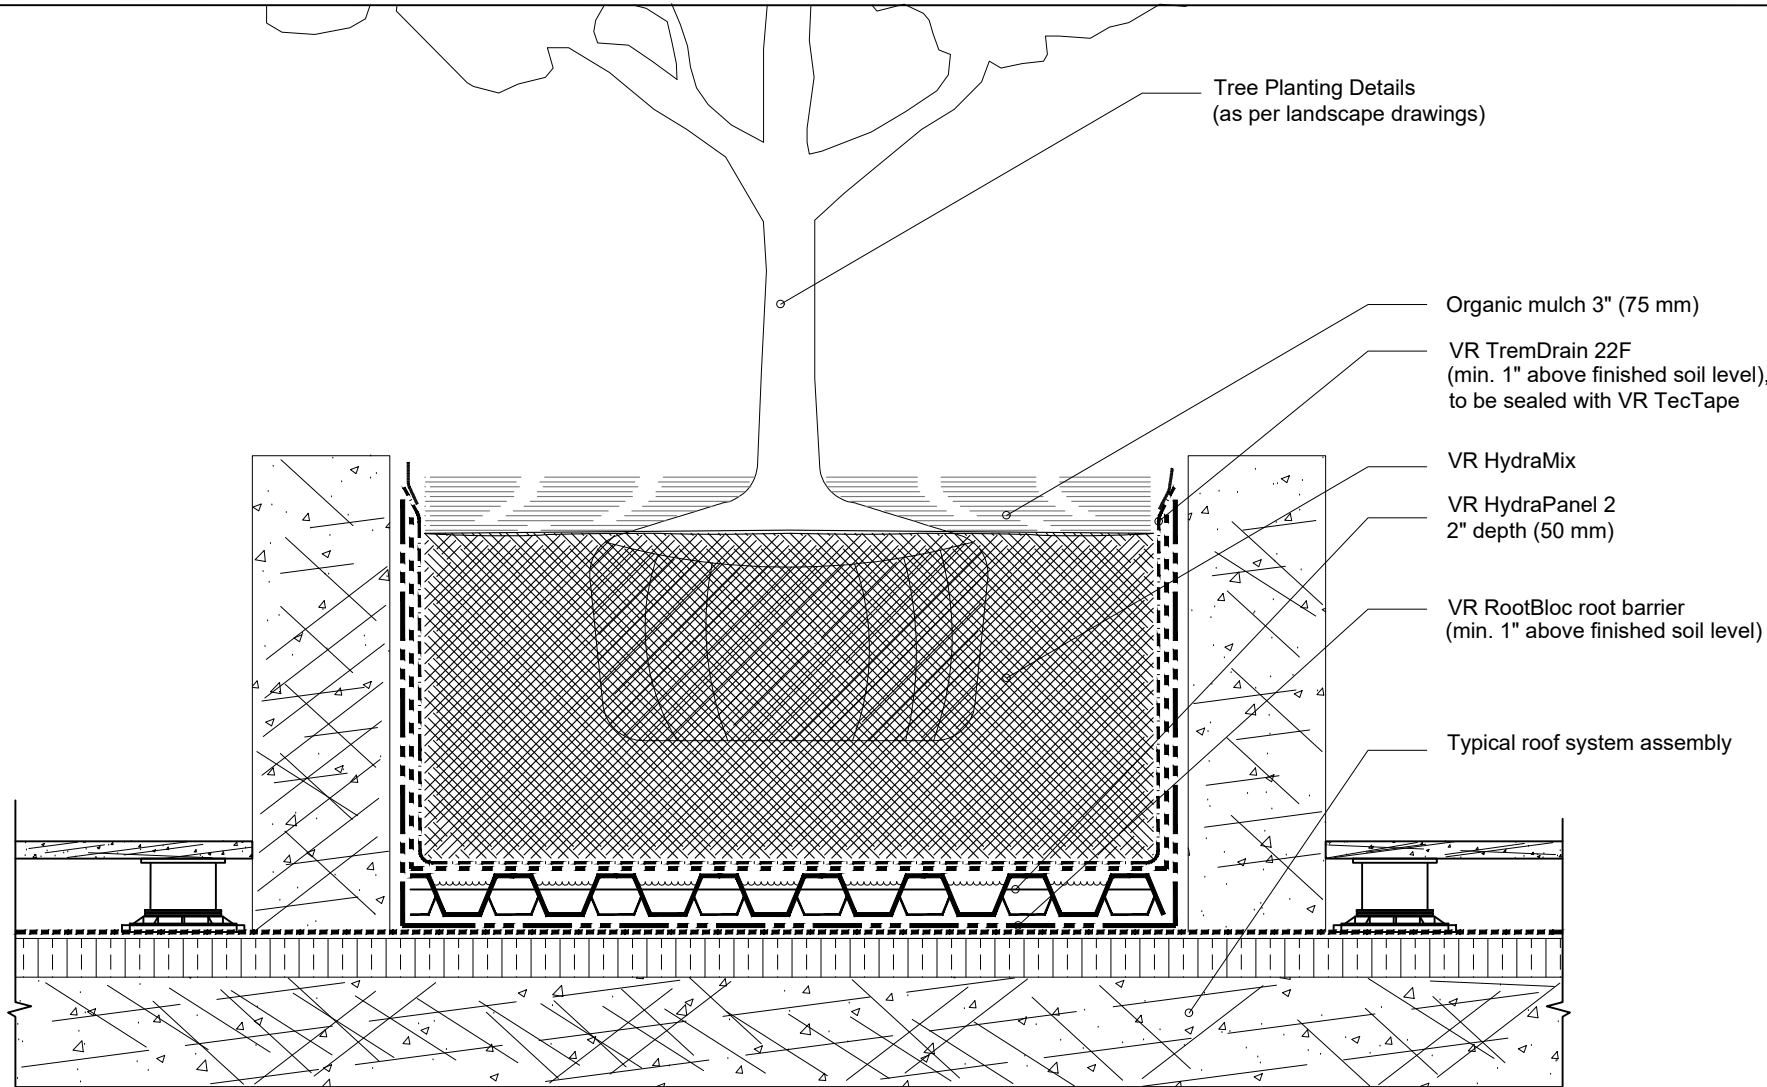 Tree Planting Details
(as per landscape drawings)
Organic mulch 3" (75 mm)
VR TremDrain 22F
(min. 1" above finished soil level),
to be sealed with VR TecTape
VR HydraMix
VR HydraPanel 2
2" depth (50 mm)
VR RootBloc root barrier
(min. 1" above finished soil level)
Typical roof system assembly